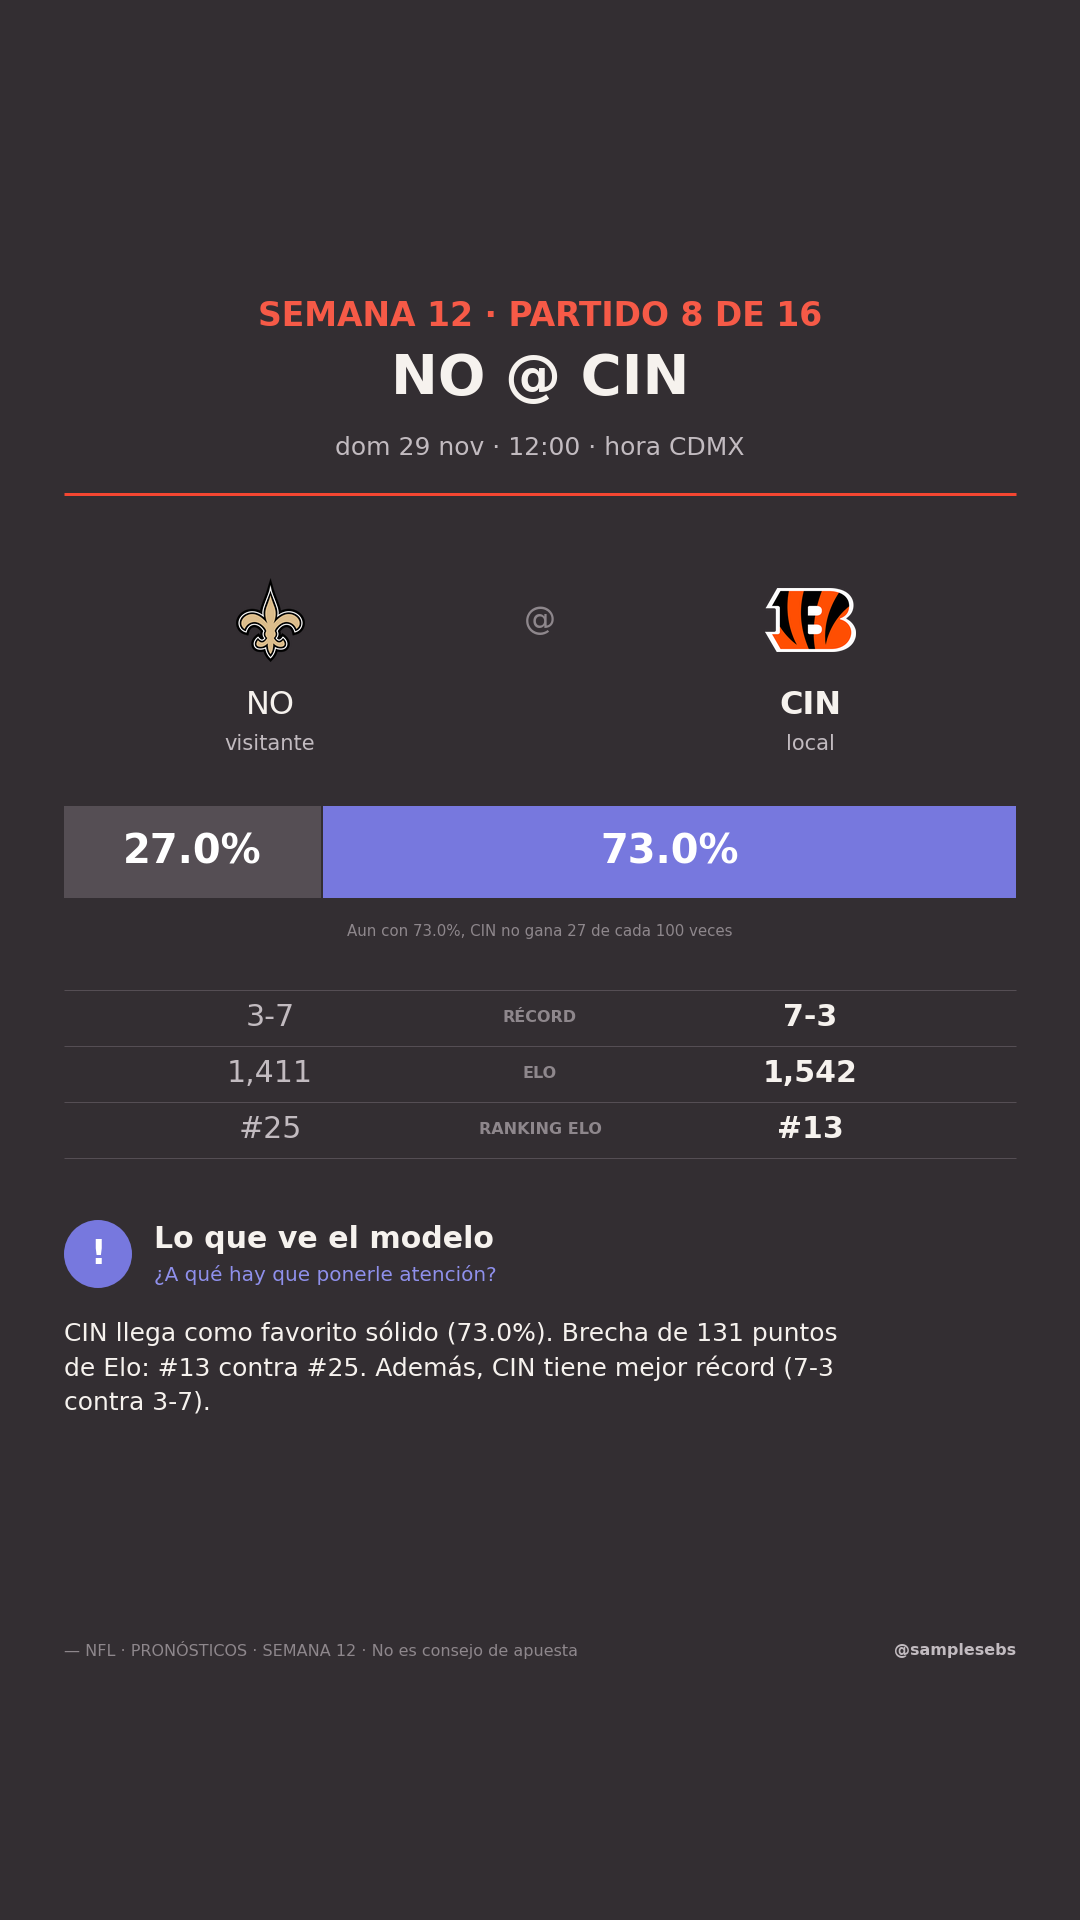 SEMANA 12 · PARTIDO 8 DE 16
NO @ CIN
dom 29 nov · 12:00 · hora CDMX
@
NO
CIN
visitante
local
27.0%
73.0%
Aun con 73.0%, CIN no gana 27 de cada 100 veces
3-7 RÉCORD 7-3
1,411 ELO 1,542
#25 RANKING ELO #13
!
Lo que ve el modelo
¿A qué hay que ponerle atención?
CIN llega como favorito sólido (73.0%). Brecha de 131 puntos
de Elo: #13 contra #25. Además, CIN tiene mejor récord (7-3
contra 3-7).
— NFL · PRONÓSTICOS · SEMANA 12 · No es consejo de apuesta
@samplesebs